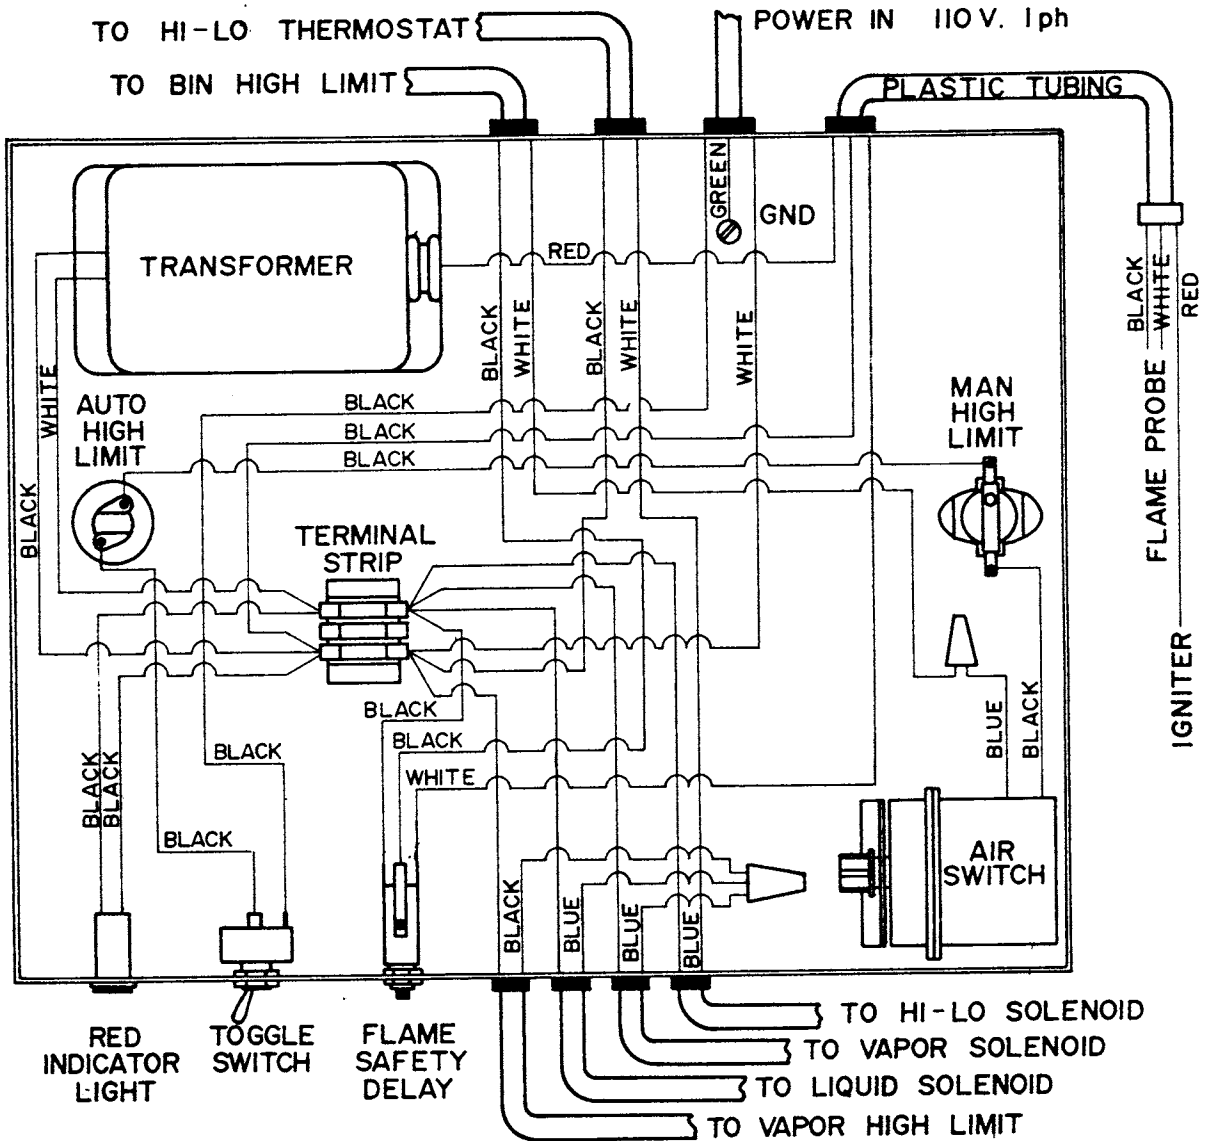 TO HI-LO THERMOSTAT
POWER IN 110 V. 1 ph
TO BIN HIGH LIMIT
PLASTIC TUBING
GREEN
GND
TRANSFORMER
RED
BLACK
WHITE
RED
BLACK
WHITE
BLACK
WHITE
WHITE
WHITE
AUTO
HIGH
LIMIT
BLACK
BLACK
BLACK
MAN
HIGH
LIMIT
FLAME PROBE
BLACK
TERMINAL
STRIP
IGNITER
BLACK
BLACK
BLACK
BLUE
BLACK
BLACK
BLACK
WHITE
BLACK
AIR
SWITCH
BLACK
BLUE
BLUE
BLUE
RED
INDICATOR
LIGHT
TOGGLE
SWITCH
FLAME
SAFETY
DELAY
TO HI-LO SOLENOID
TO VAPOR SOLENOID
TO LIQUID SOLENOID
TO VAPOR HIGH LIMIT